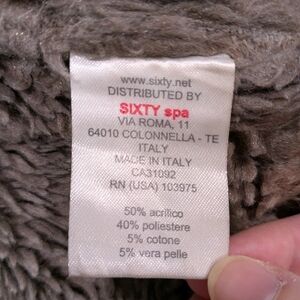 www.sixty.net
DISTRIBUTED BY
SIXTY spa
VIA ROMA, 11
64010 COLONNELLA - TE
ITALY
MADE IN ITALY
CA31092
RN (USA) 103975
50% acrilico
40% poliestere
5% cotone
5% vera pelle